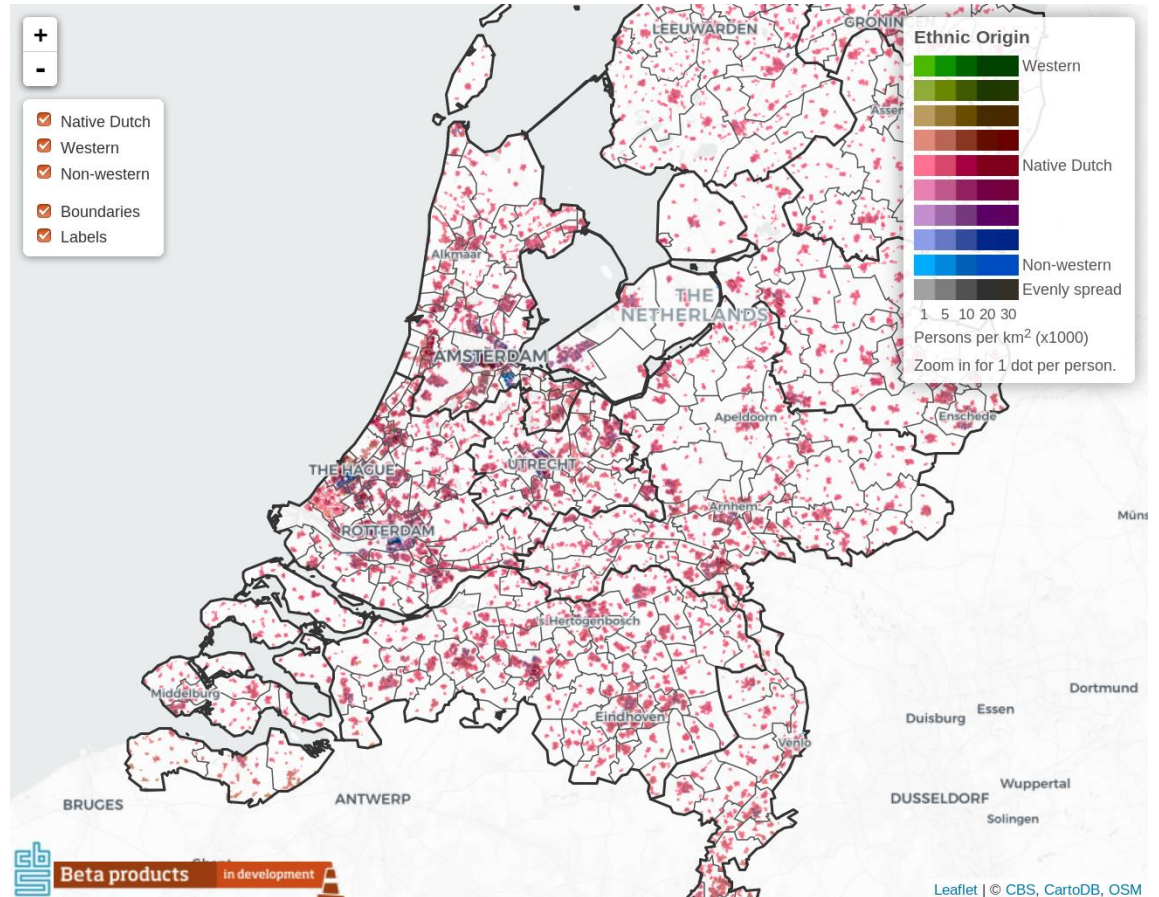 +
-
Native Dutch
Western
Non-western
Boundaries
Labels
LEEUWARDEN
Alkmaar
THE
NETHERLANDS
AMSTERDAM
Apeldoorn
Enschede
THE HAGUE
UTRECHT
Arnhem
ROTTERDAM
Müns
's Hertogenbosch
Middelburg
Dortmund
Essen
Duisburg
Eindhoven
Venlo
Wuppertal
BRUGES
ANTWERP
DUSSELDORF
Solingen
Ethnic Origin
Western
Native Dutch
Non-western
Evenly spread
1 5 10 20 30
Persons per km2 (x1000)
Zoom in for 1 dot per person.
cbs
Beta products in development
Leaflet | © CBS, CartoDB, OSM